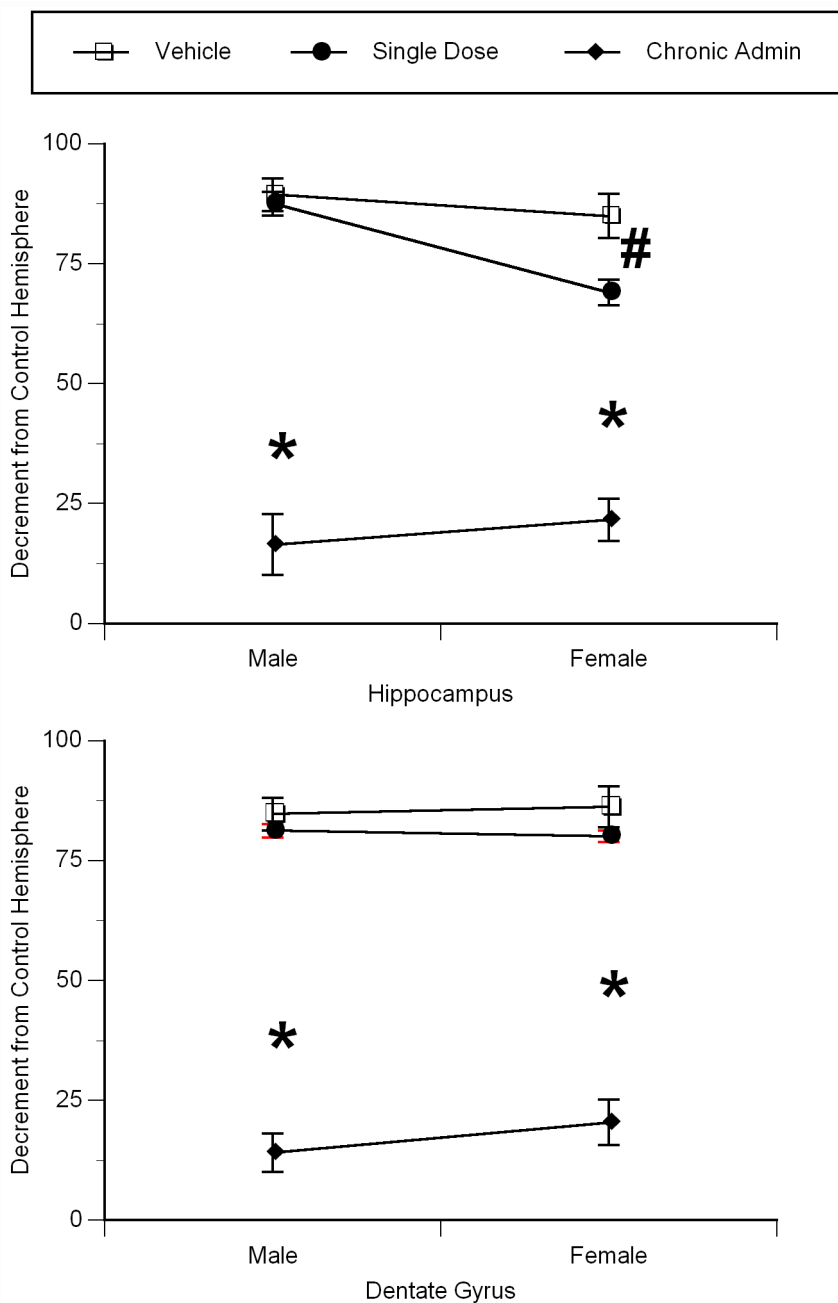 Vehicle Single Dose Chronic Admin
Decrement from Control Hemisphere
100
75
#
50
*
*
25
0
Male Female
Hippocampus
Decrement from Control Hemisphere
100
75
50
*
*
25
0
Male Female
Dentate Gyrus